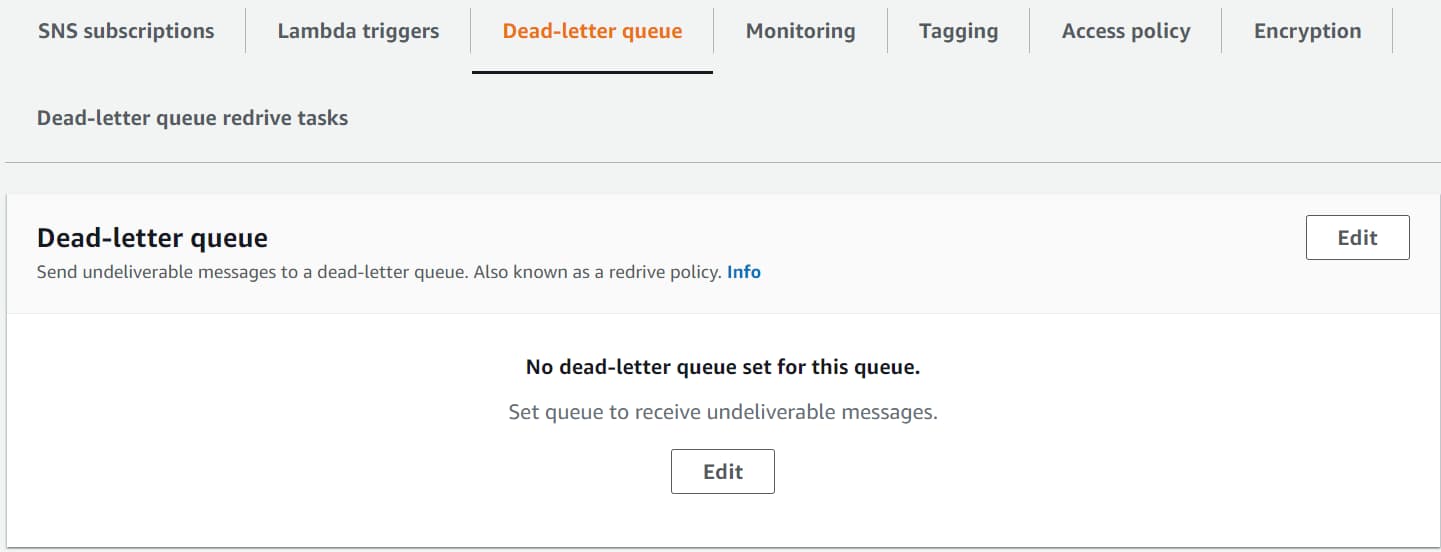 SNS subscriptions
Lambda triggers
Dead-letter queue
Monitoring
Tagging
Access policy
Encryption
Dead-letter queue redrive tasks
Dead-letter queue
Edit
Send undeliverable messages to a dead-letter queue. Also known as a redrive policy. Info
No dead-letter queue set for this queue.
Set queue to receive undeliverable messages.
Edit